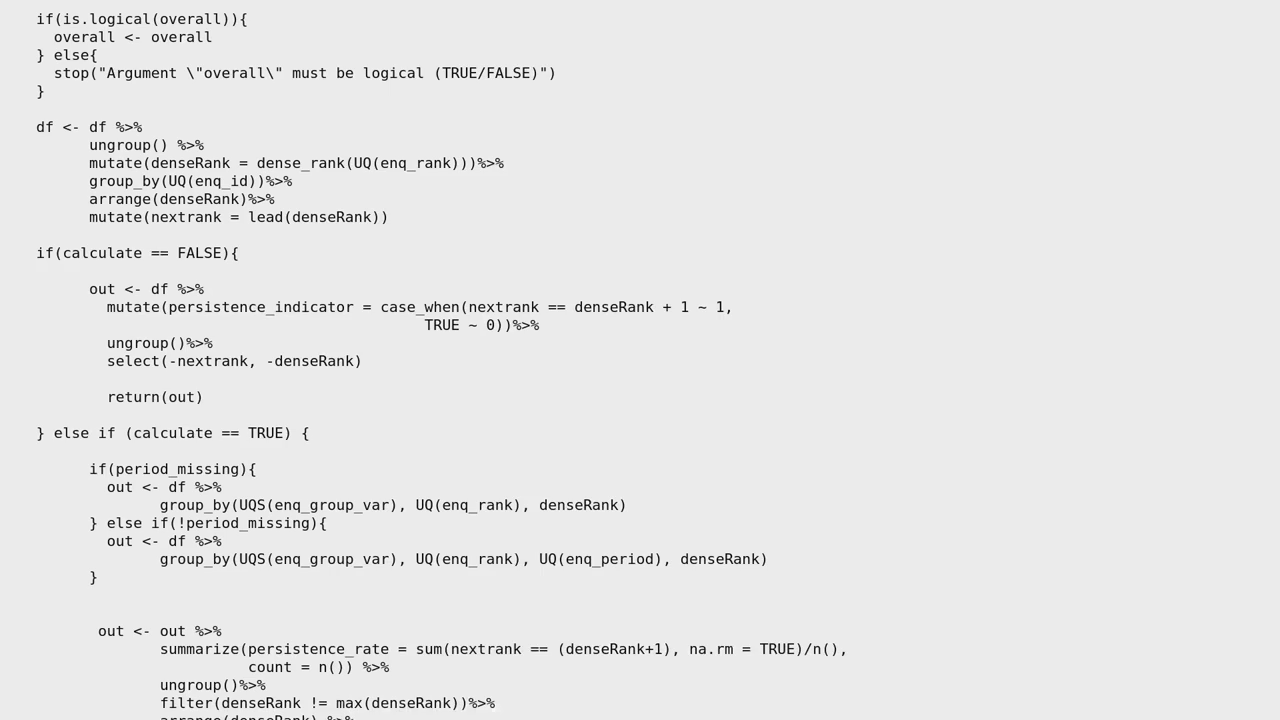 if(is.logical(overall)){
overall <- overall
} else{
stop("Argument \"overall\" must be logical (TRUE/FALSE)")
}
df <- df %>%
ungroup() %>%
mutate(denseRank = dense_rank(UQ(enq_rank)))%>%
group_by(UQ(enq_id))%>%
arrange(denseRank)%>%
mutate(nextrank = lead(denseRank))
if(calculate == FALSE){
out <- df %>%
mutate(persistence_indicator = case_when(nextrank == denseRank + 1 ~ 1,
TRUE ~ 0))%>%
ungroup()%>%
select(-nextrank, -denseRank)
return(out)
} else if (calculate == TRUE) {
if(period_missing){
out <- df %>%
group_by(UQS(enq_group_var), UQ(enq_rank), denseRank)
} else if(!period_missing){
out <- df %>%
group_by(UQS(enq_group_var), UQ(enq_rank), UQ(enq_period), denseRank)
}
out <- out %>%
summarize(persistence_rate = sum(nextrank == (denseRank+1), na.rm = TRUE)/n(),
count = n()) %>%
ungroup()%>%
filter(denseRank != max(denseRank))%>%
arrange(denseRank) %>%